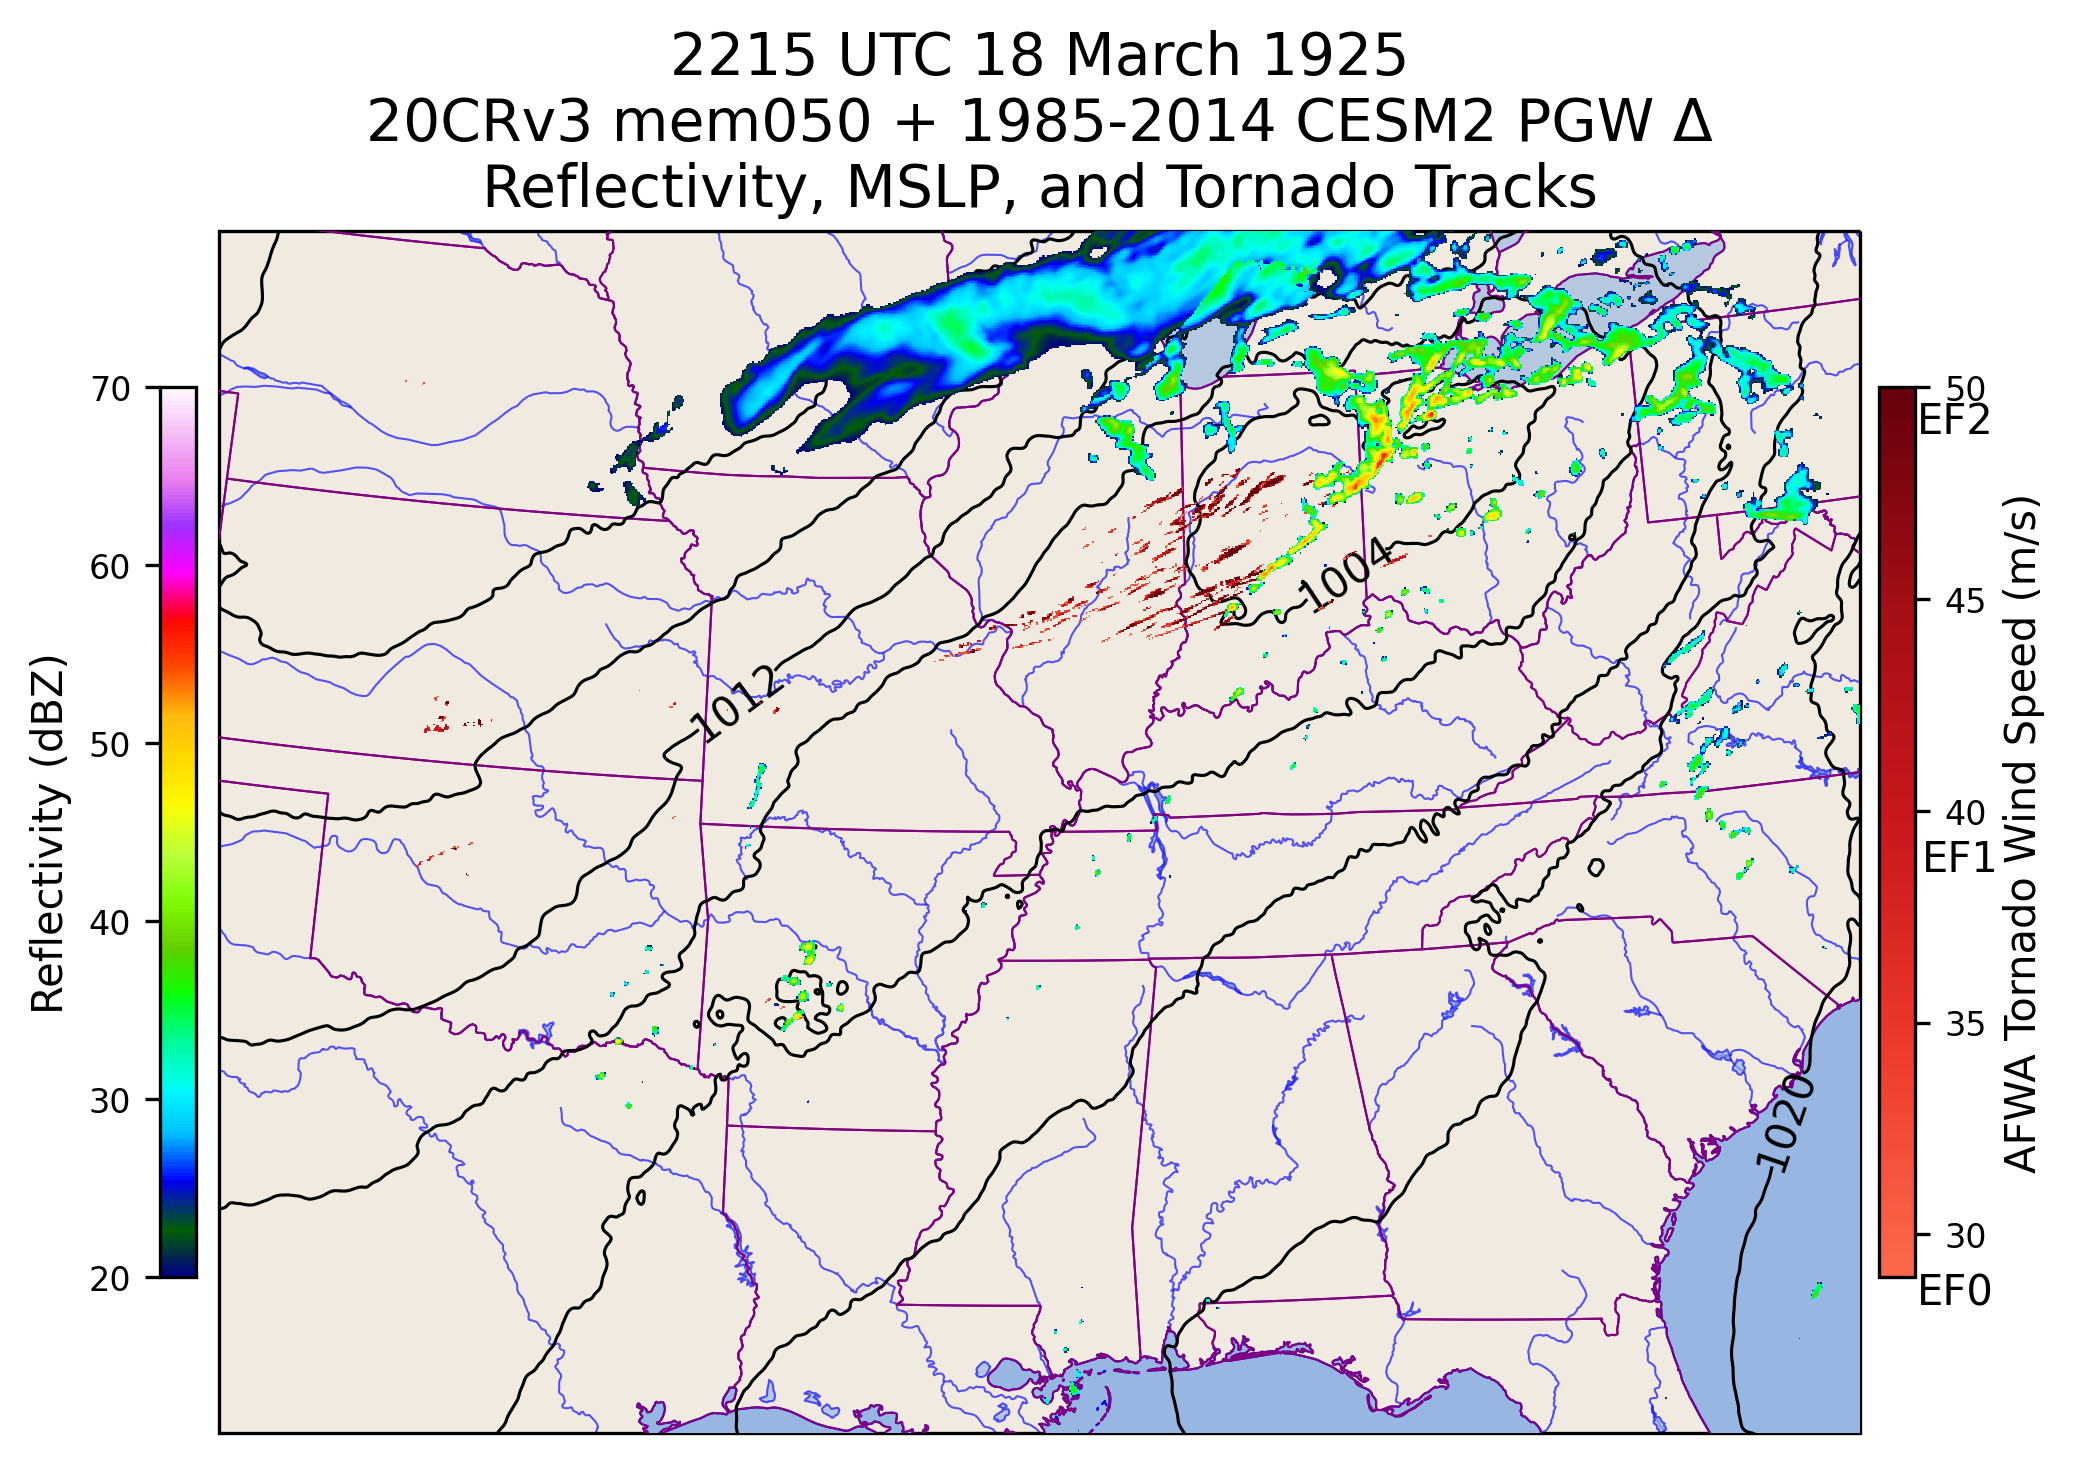 2215 UTC 18 March 1925
20CRv3 mem050 + 1985-2014 CESM2 PGW Δ
Reflectivity, MSLP, and Tornado Tracks
Reflectivity (dBZ)
70
60
50
40
30
20
1004
1012
1020
50
EF2
45
40
EF1
35
30
EF0
AFWA Tornado Wind Speed (m/s)